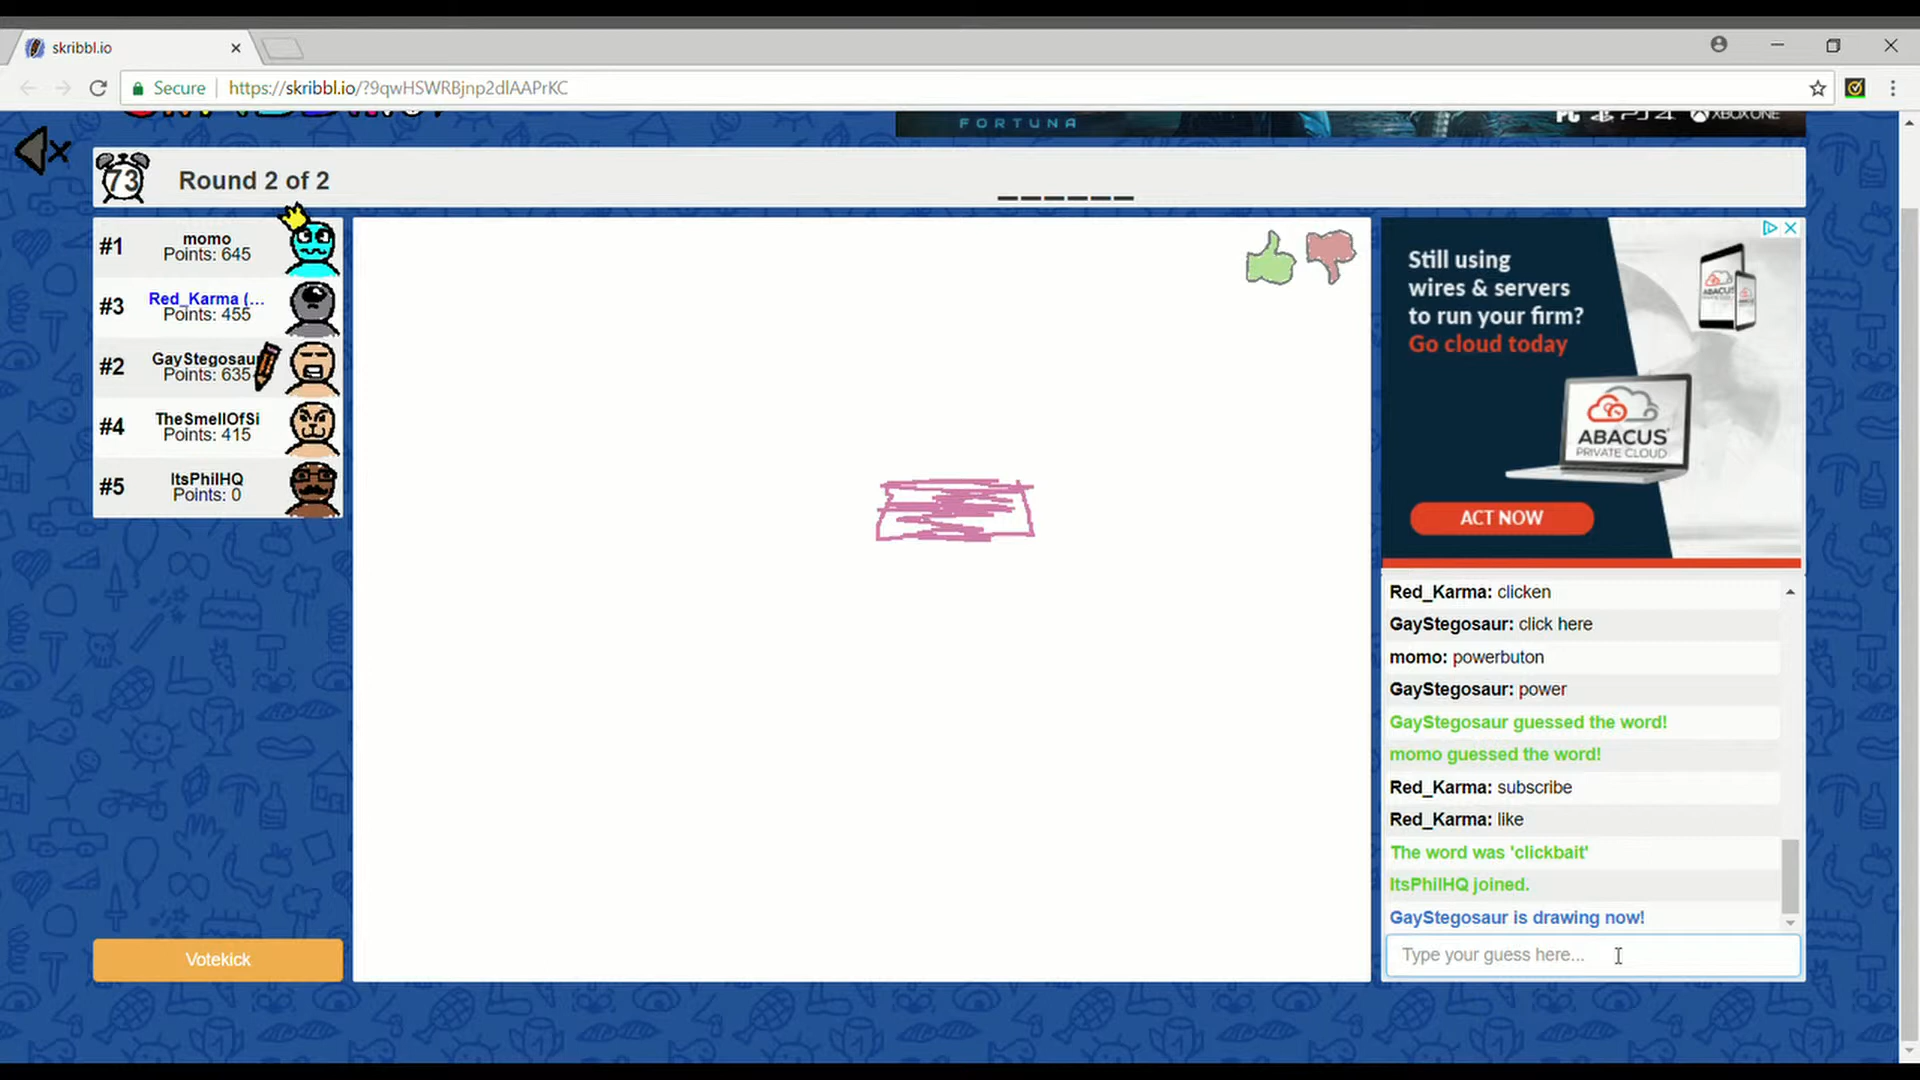 skribbl.io
Secure
https://skribbl.io/?9qwHSWRBjnp2dlAAPrKC
FORTUNA
PC PS4 XBOX ONE
73
Round 2 of 2
#1
momo
Points: 645
#3
Red_Karma (...
Points: 455
#2
GayStegosaur
Points: 635
#4
TheSmellOfSi
Points: 415
#5
ItsPhilHQ
Points: 0
Votekick
Still using
wires & servers
to run your firm?
Go cloud today
ABACUS
PRIVATE CLOUD
ACT NOW
Red_Karma: clicken
GayStegosaur: click here
momo: powerbuton
GayStegosaur: power
GayStegosaur guessed the word!
momo guessed the word!
Red_Karma: subscribe
Red_Karma: like
The word was 'clickbait'
ItsPhilHQ joined.
GayStegosaur is drawing now!
Type your guess here...